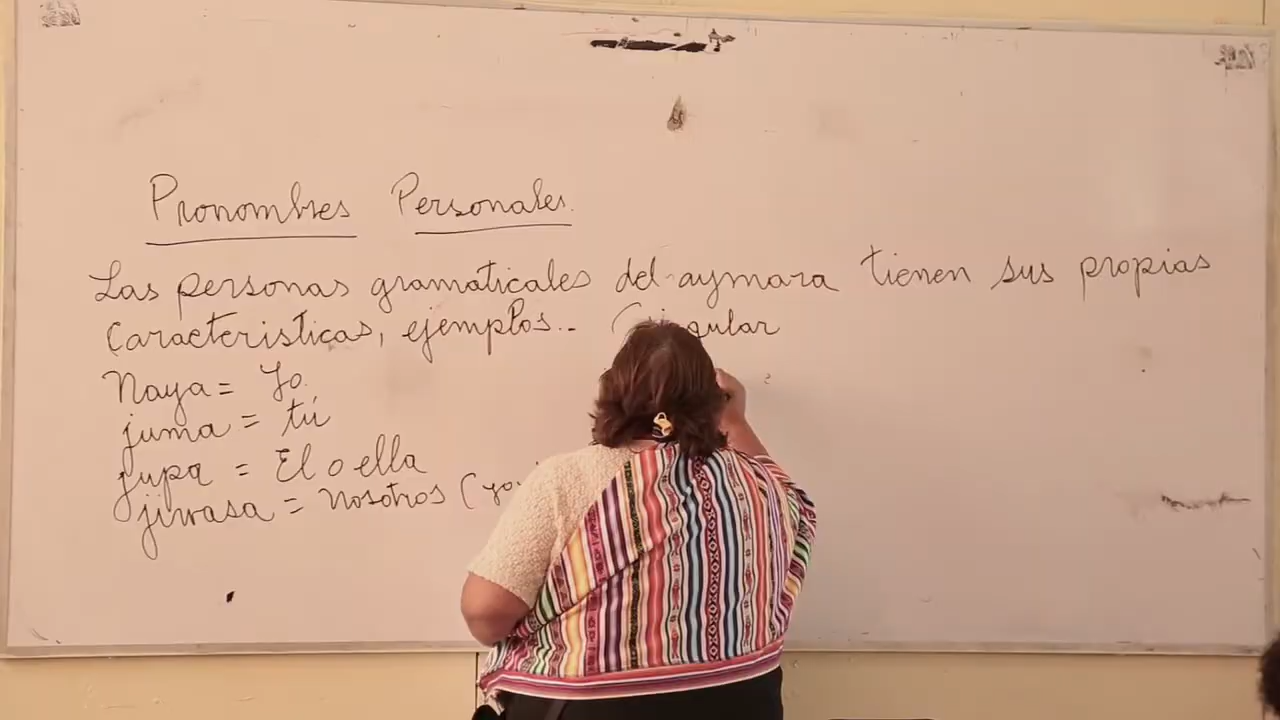 Pronombres Personales.
Las personas gramaticales del aymara tienen sus propias
Caracteristicas, ejemplos.-
Naya = Yo.
juma = tú
jupa = El o ella
jiwasa = nosotros (yo